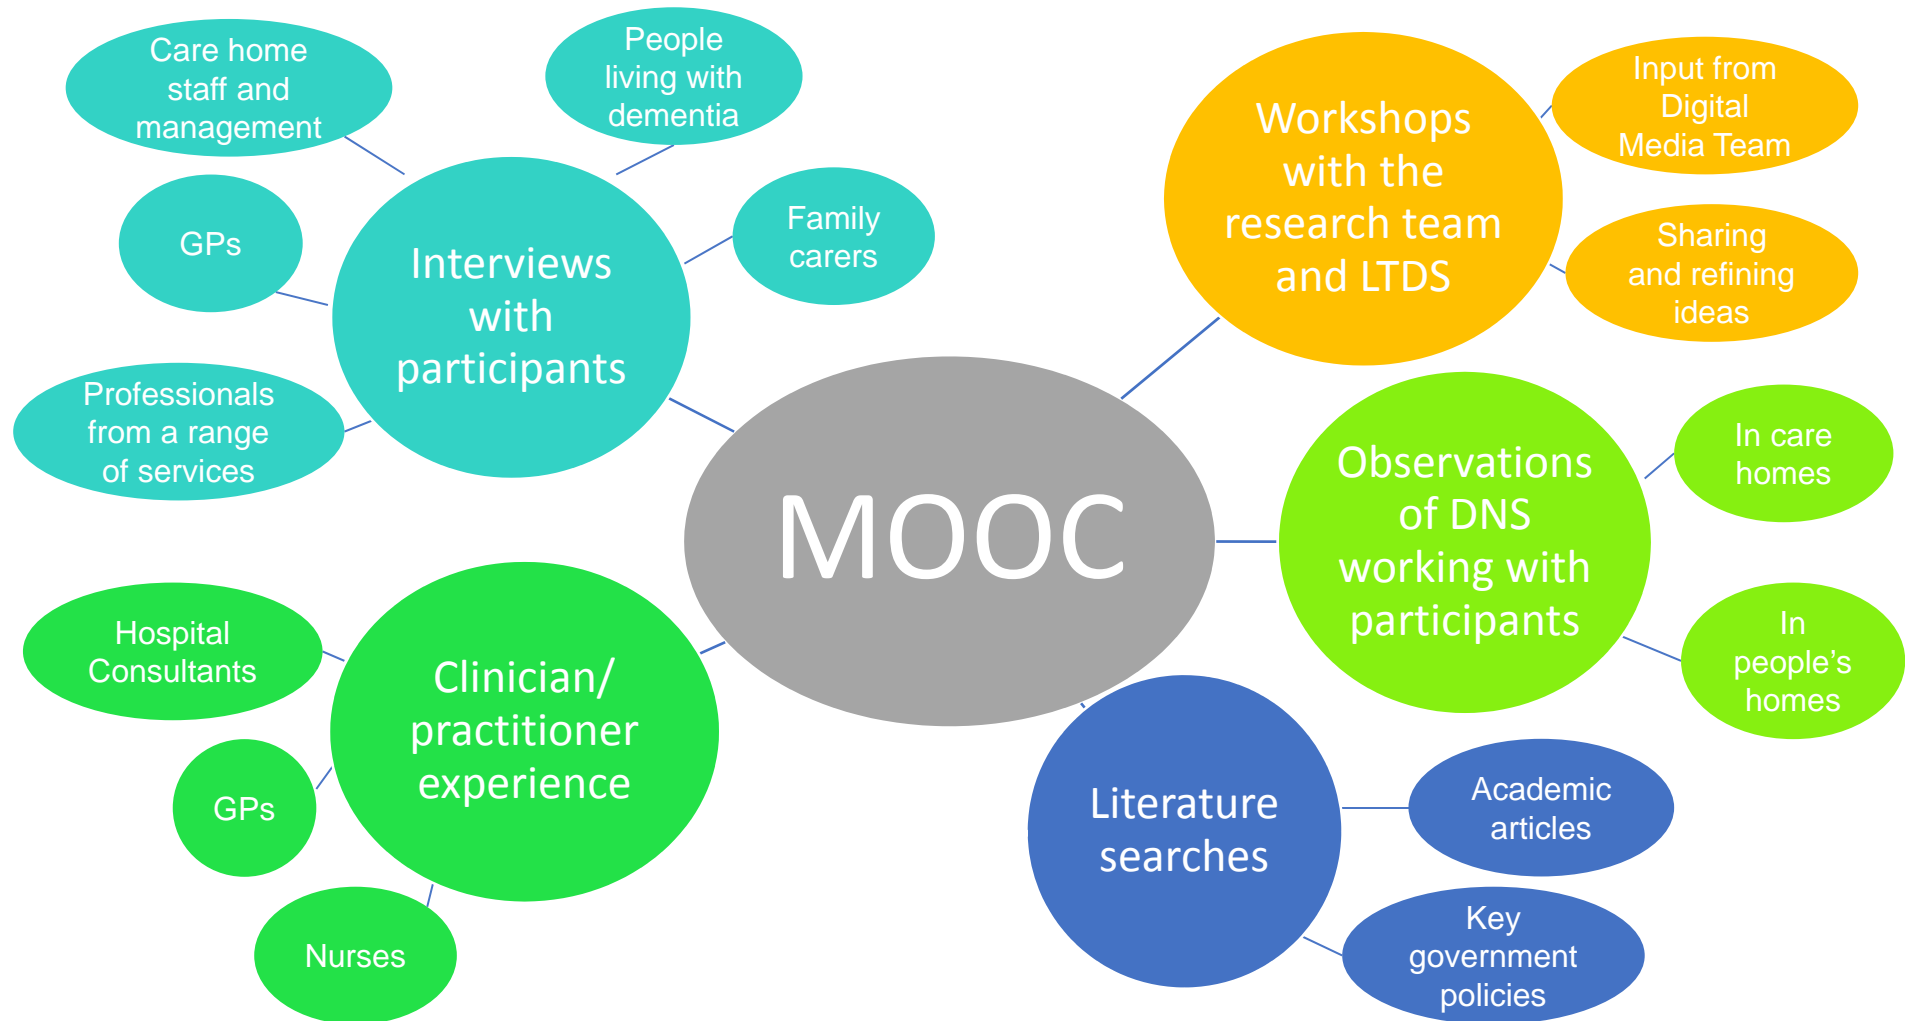 Care home
staff and
management
People
living with
dementia
GPs
Family
carers
Interviews
with
participants
Professionals
from a range
of services
Workshops
with the
research team
and LTDS
Input from
Digital
Media Team
Sharing
and refining
ideas
MOOC
Observations
of DNS
working with
participants
In care
homes
In
people’s
homes
Hospital
Consultants
Clinician/
practitioner
experience
GPs
Nurses
Literature
searches
Academic
articles
Key
government
policies